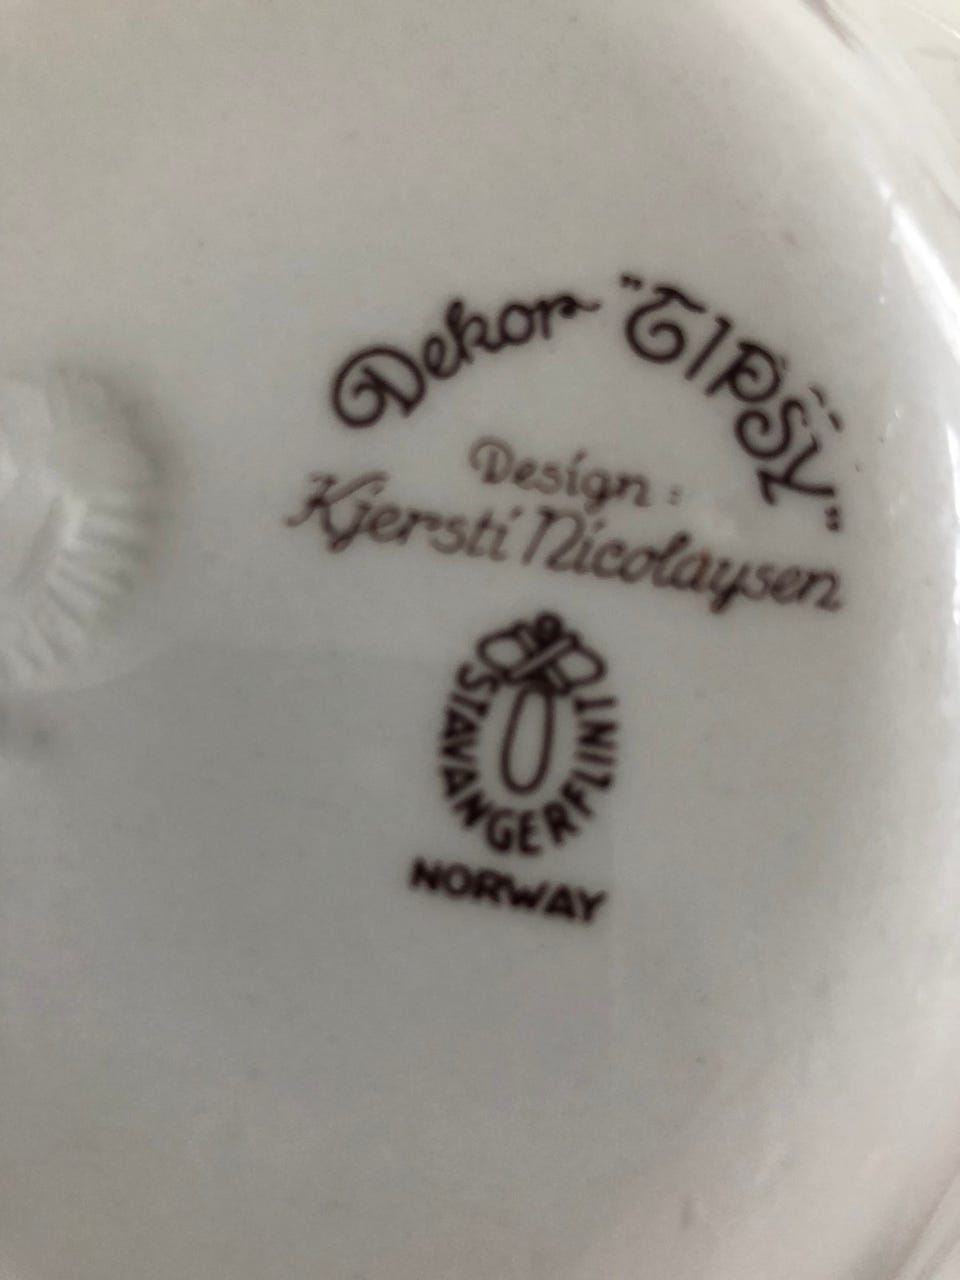 Dekor "TIPSY"
Design:
Kjersti Nicolaysen
STAVANGERFLINT
NORWAY